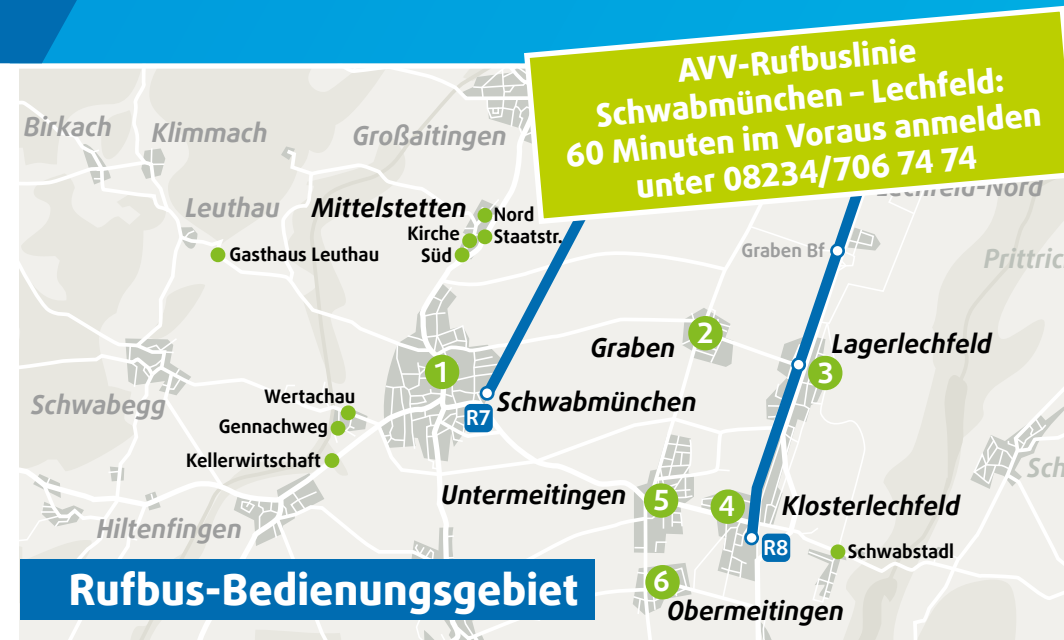 AVV-Rufbuslinie
Schwabmünchen – Lechfeld:
60 Minuten im Voraus anmelden
unter 08234/706 74 74
Birkach
Klimmach
Großaitingen
Leuthau
Mittelstetten
Nord
Kirche
Staatstr.
Süd
Gasthaus Leuthau
Lechfeld-Nord
Graben Bf
Prittric
Graben
2
Lagerlechfeld
3
1
Schwabegg
Wertachau
Gennachweg
Schwabmünchen
R7
Kellerwirtschaft
Sch
Untermeitingen
5
4
Klosterlechfeld
Hiltenfingen
R8
Schwabstadl
6
Obermeitingen
Rufbus-Bedienungsgebiet